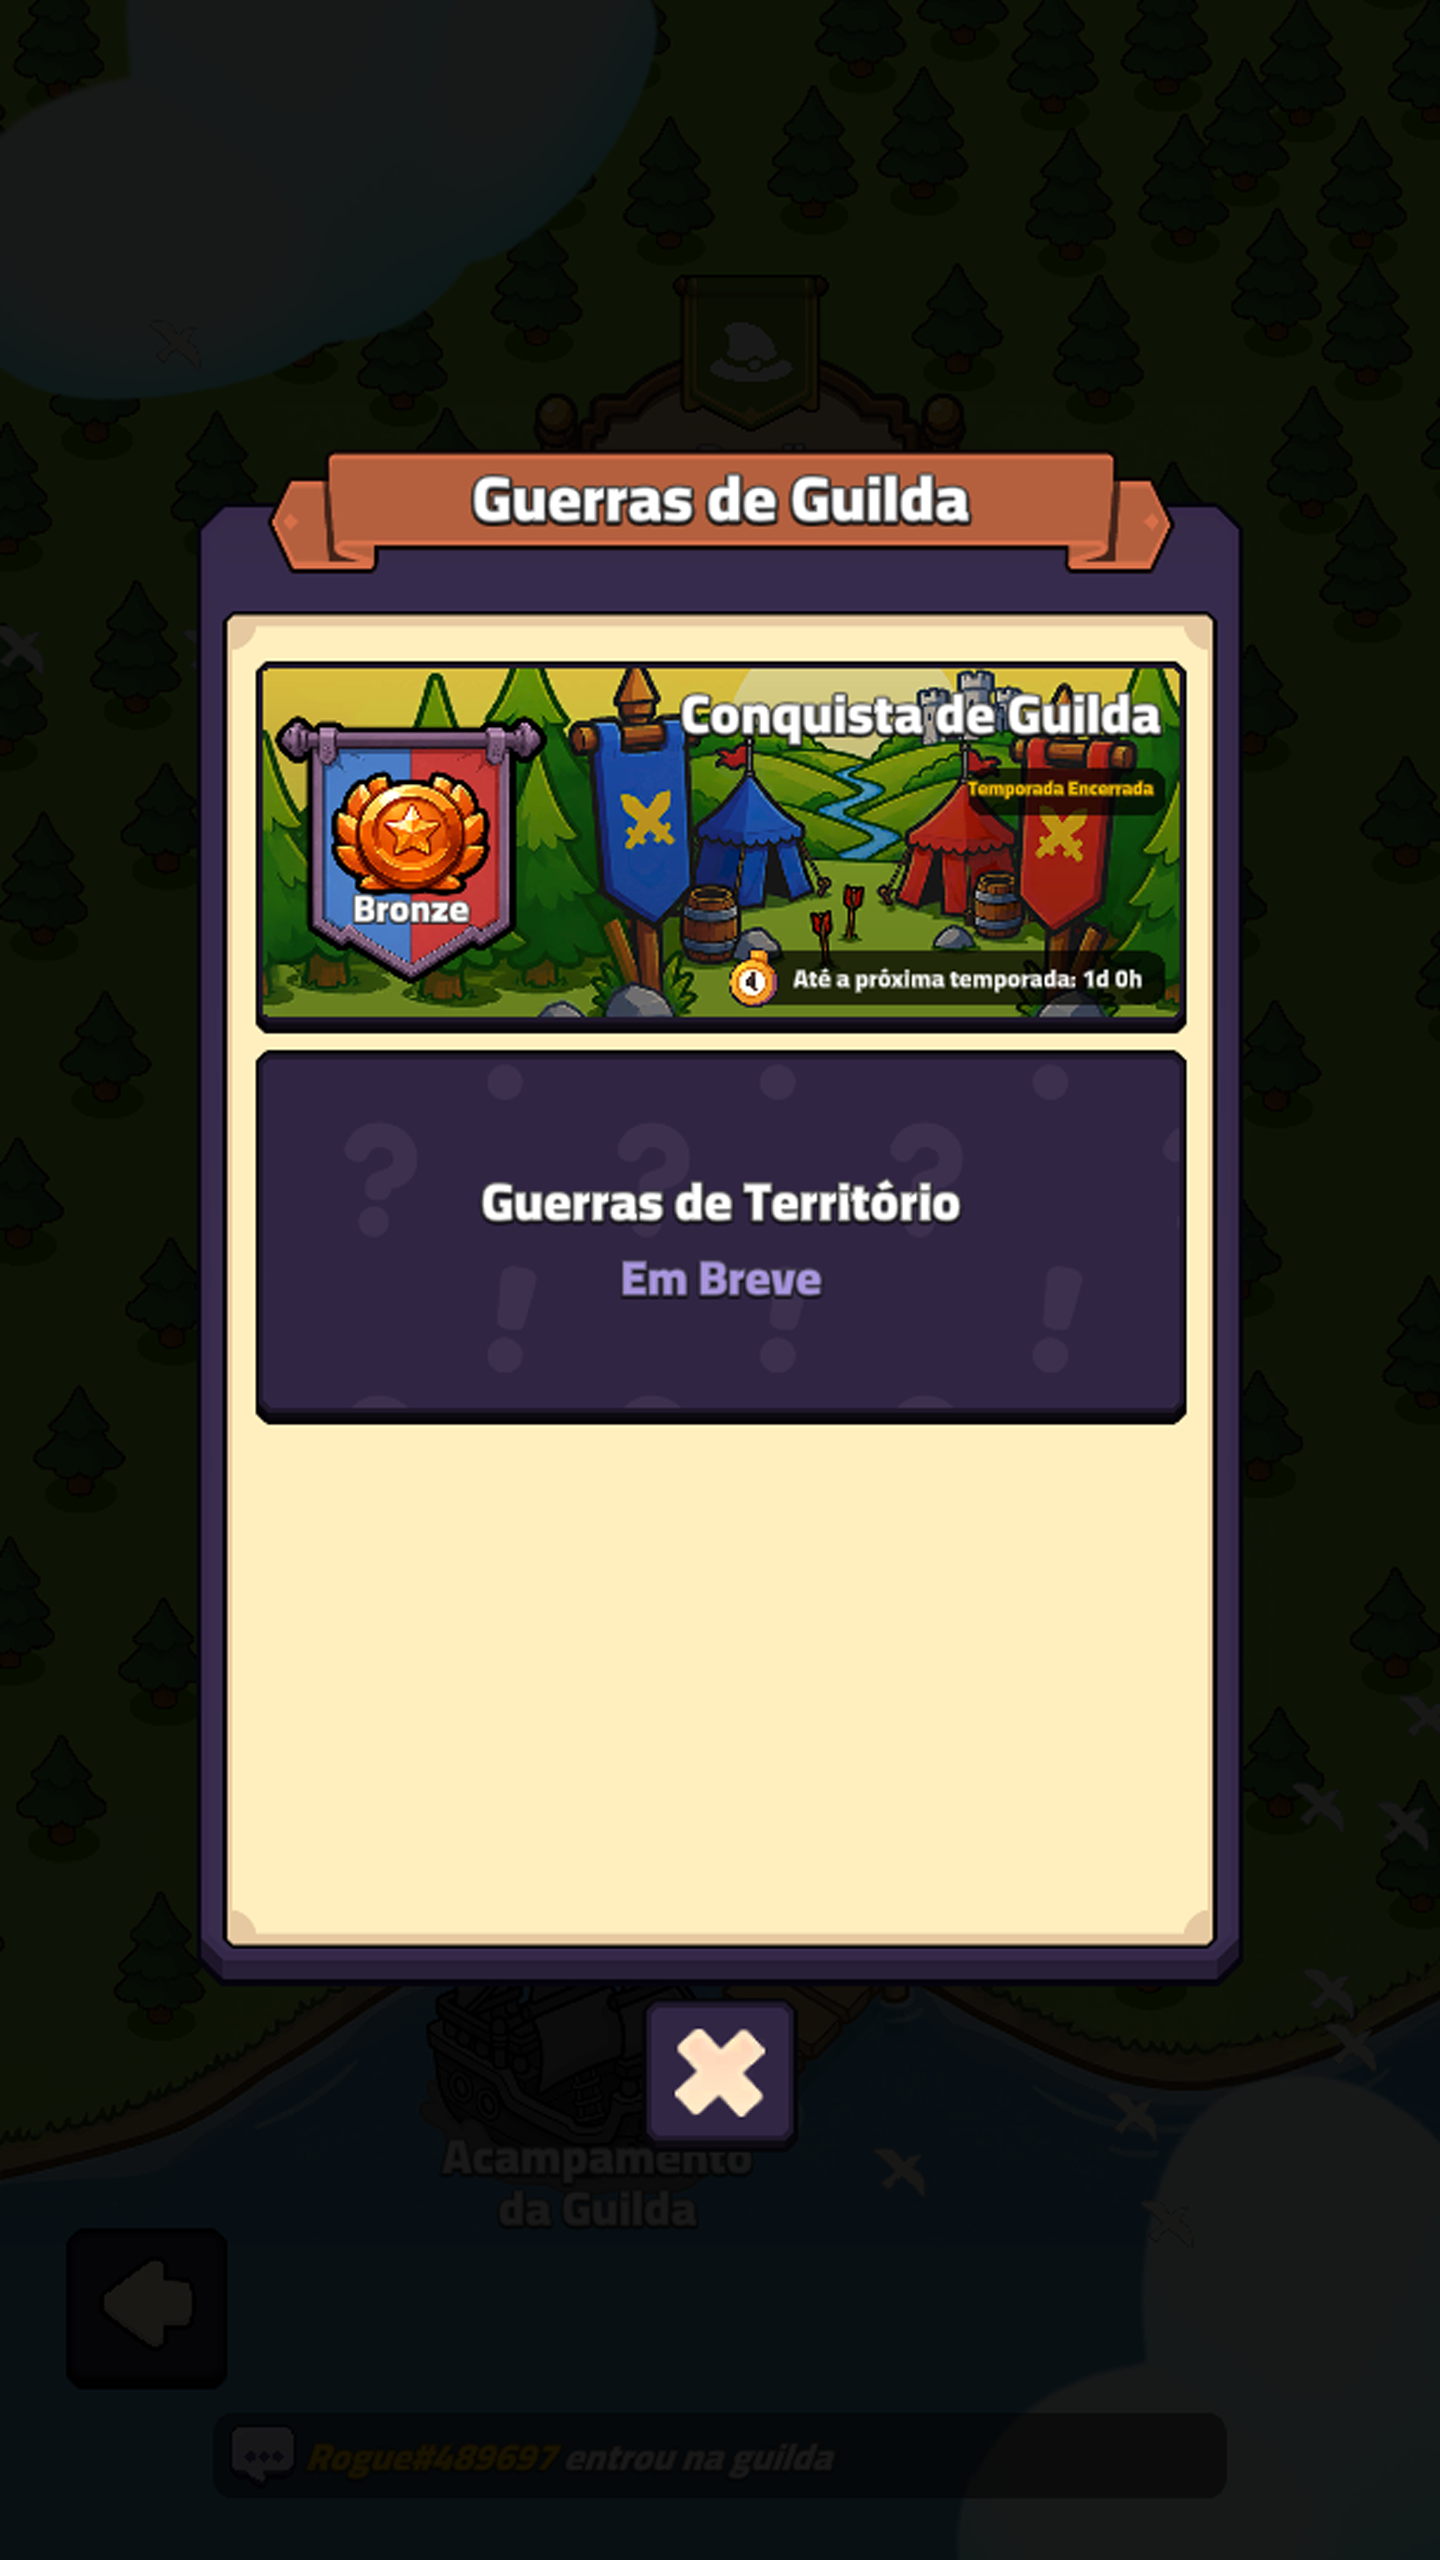 Guerras de Guilda
Conquista de Guilda
Temporada Encerrada
Bronze
Até a próxima temporada: 1d 0h
Guerras de Território
Em Breve
Acampamento
da Guilda
Rogue#489697 entrou na guilda